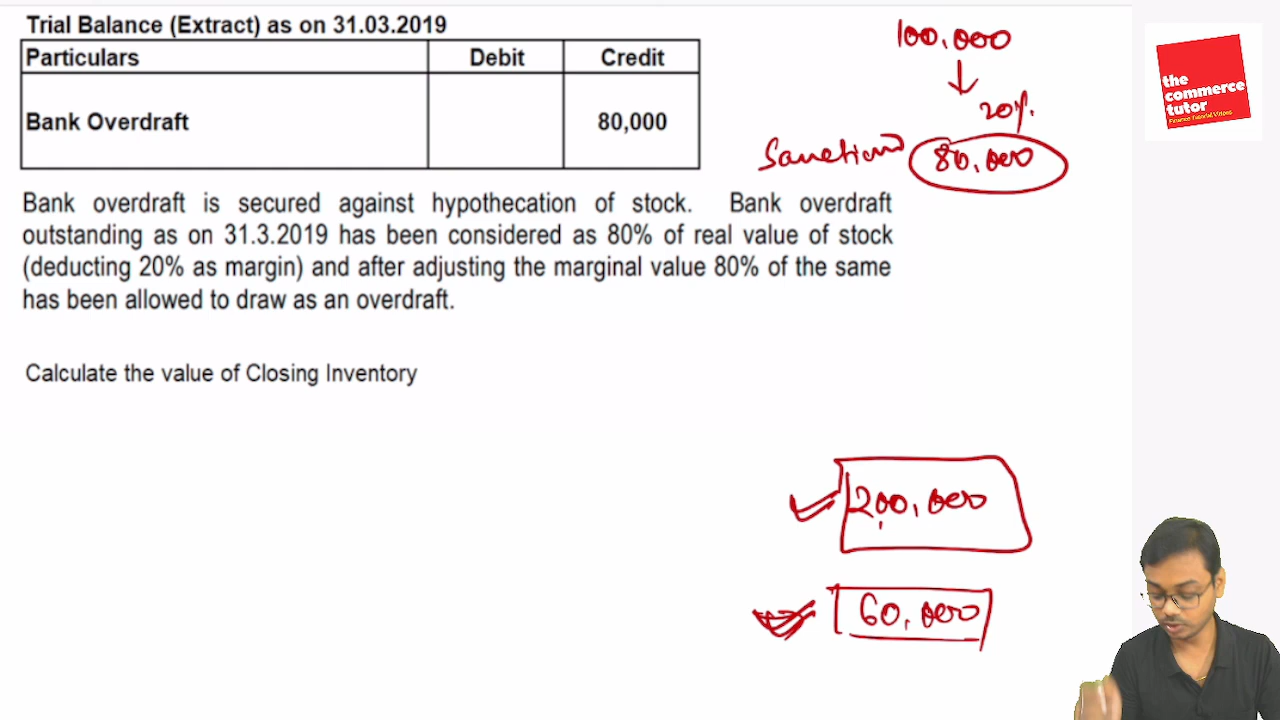 Trial Balance (Extract) as on 31.03.2019
Particulars Debit Credit
Bank Overdraft 80,000
Bank overdraft is secured against hypothecation of stock. Bank overdraft
outstanding as on 31.3.2019 has been considered as 80% of real value of stock
(deducting 20% as margin) and after adjusting the marginal value 80% of the same
has been allowed to draw as an overdraft.
Calculate the value of Closing Inventory
100,000
20%.
Sanctioned 80,000
200,000
60,000
the
commerce
tutor
Finance Tutorial Videos